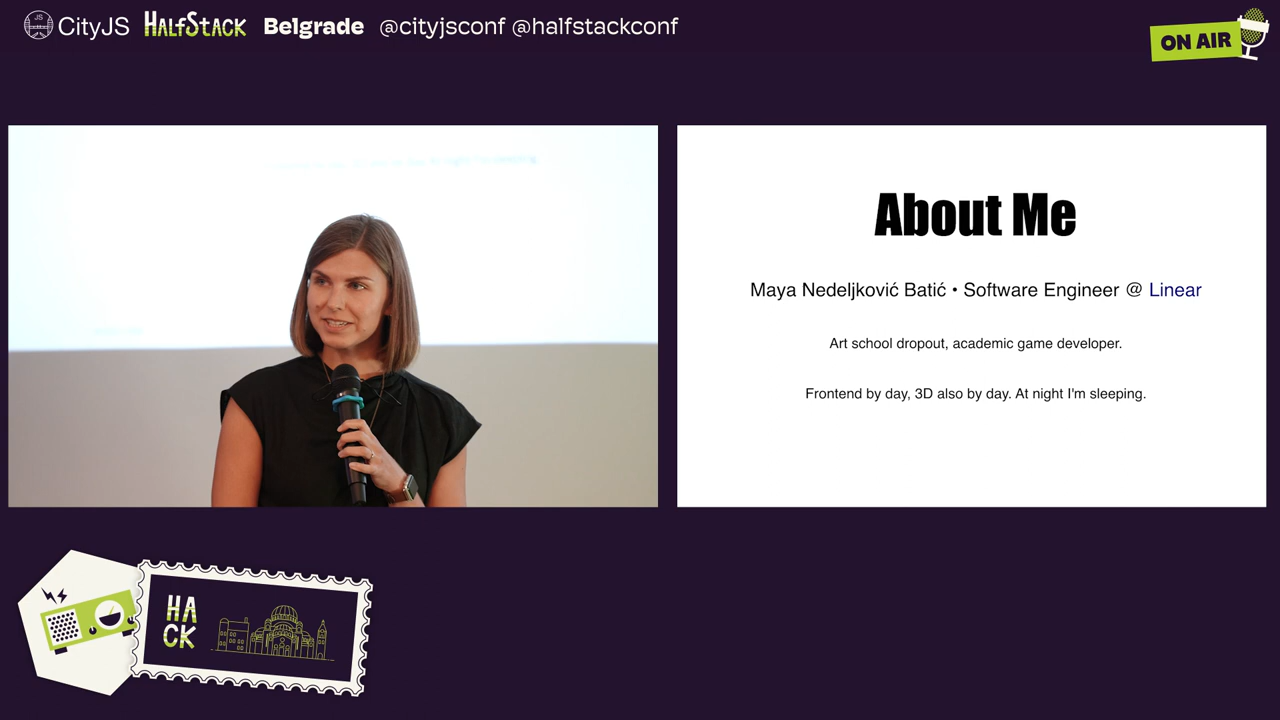 JS CityJS HALFSTACK Belgrade @cityjsconf @halfstackconf
ON AIR
About Me
Maya Nedeljković Batić • Software Engineer @ Linear
Art school dropout, academic game developer.
Frontend by day, 3D also by day. At night I'm sleeping.
HA
CK